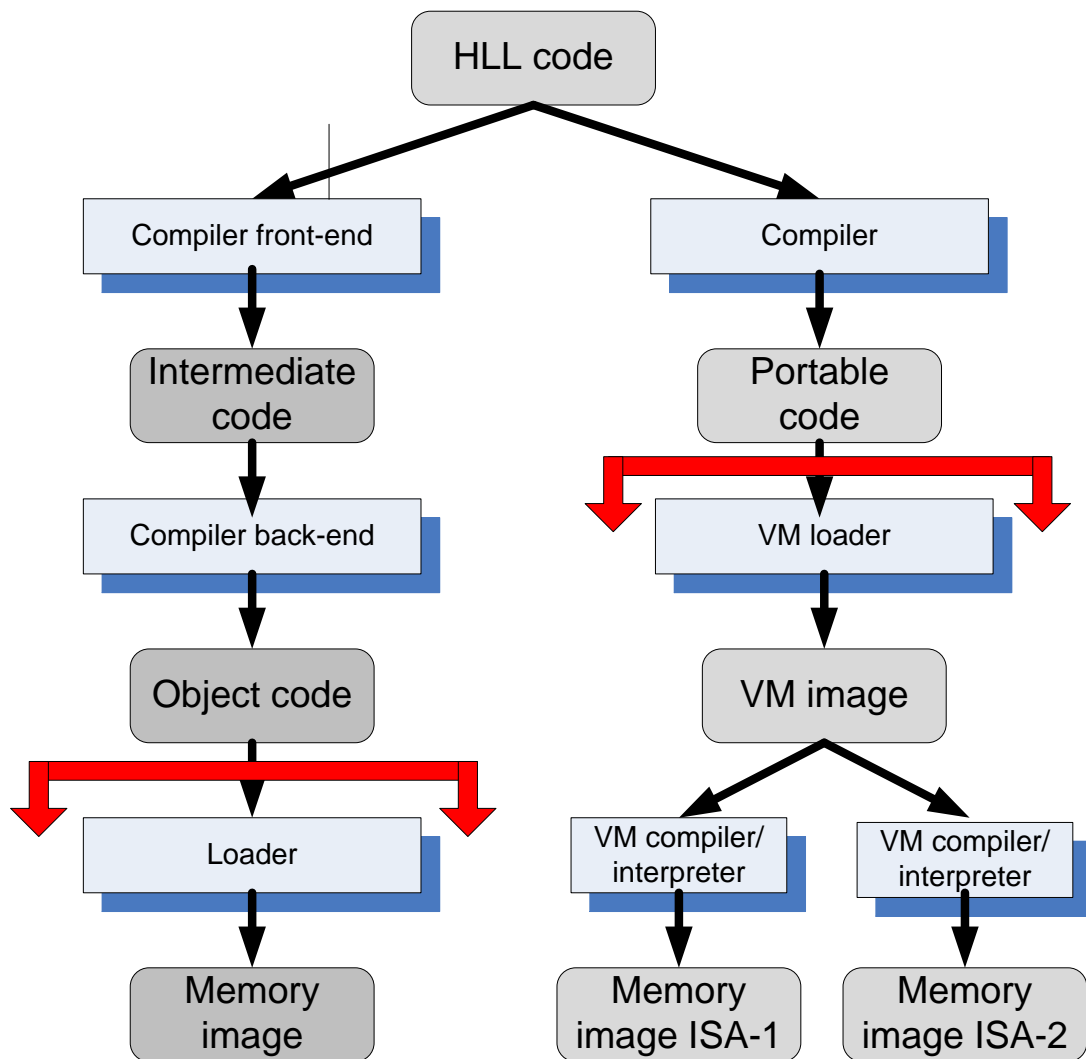 HLL code
Compiler front-end
Compiler
Intermediate
code
Portable
code
Compiler back-end
VM loader
Object code
VM image
Loader
VM compiler/
interpreter
VM compiler/
interpreter
Memory
image
Memory
image ISA-1
Memory
image ISA-2